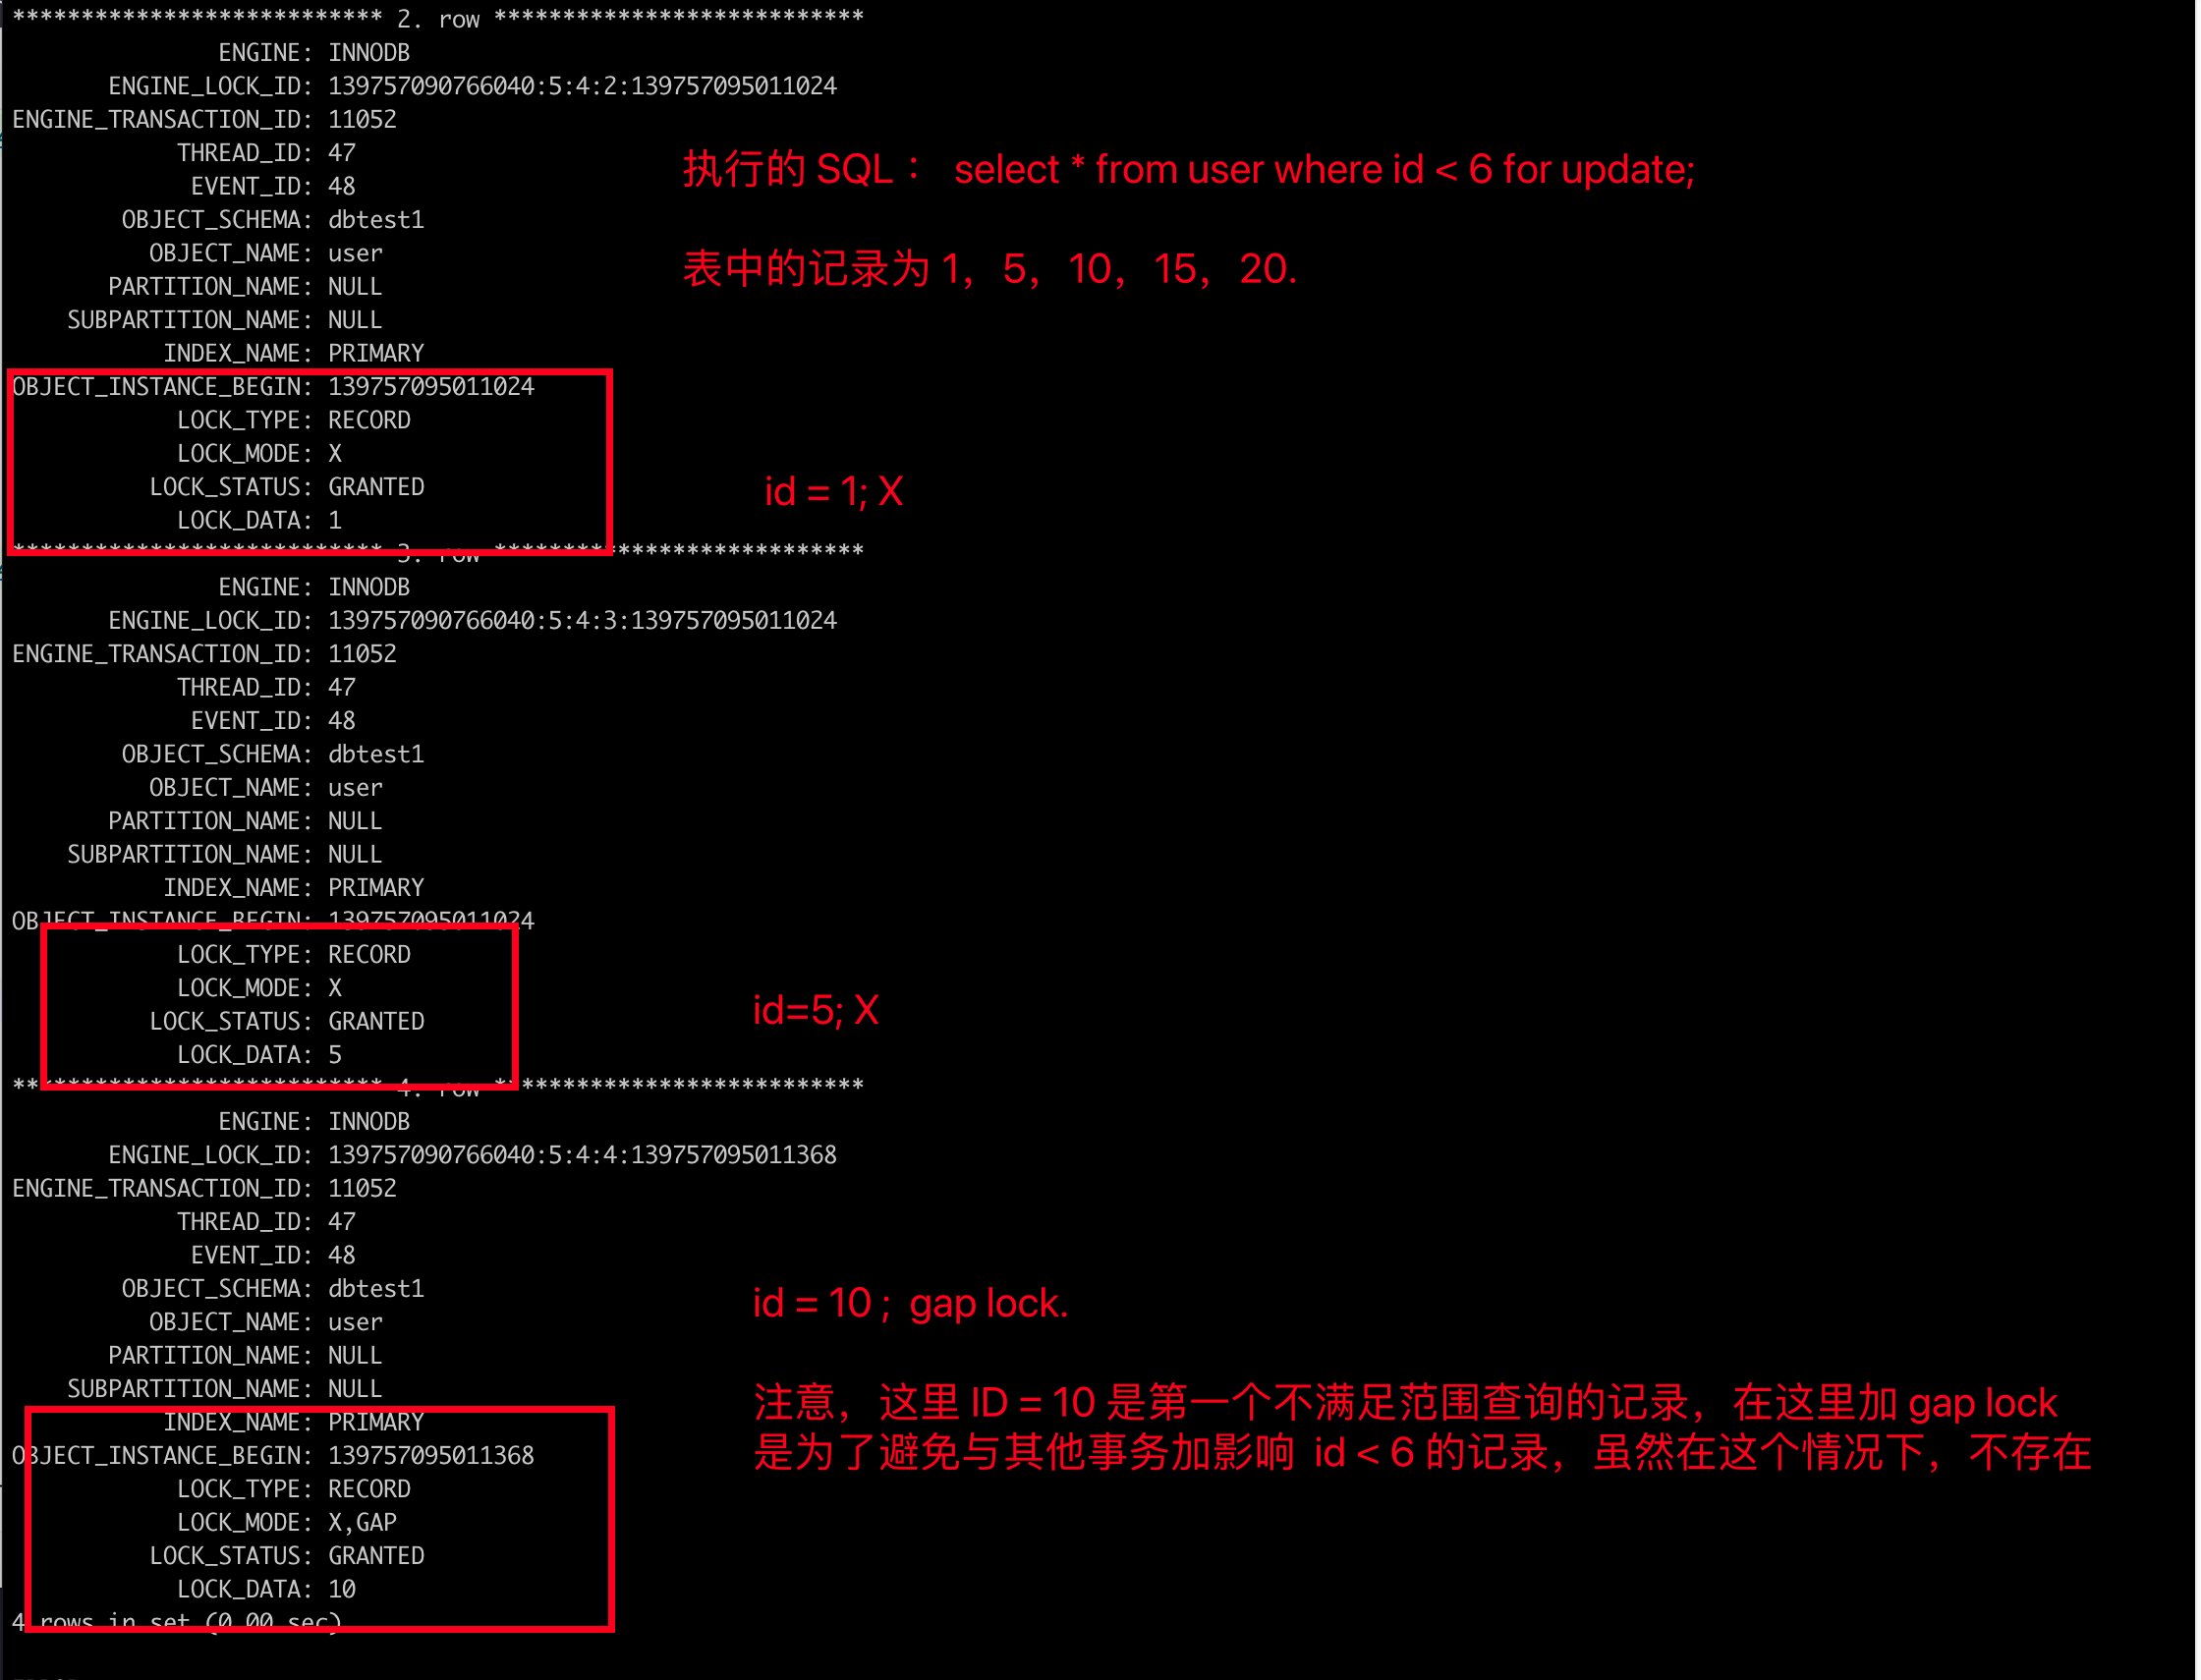 *************************** 2. row ***************************
ENGINE: INNODB
ENGINE_LOCK_ID: 139757090766040:5:4:2:139757095011024
ENGINE_TRANSACTION_ID: 11052
THREAD_ID: 47
EVENT_ID: 48
执行的 SQL： select * from user where id < 6 for update;
OBJECT_SCHEMA: dbtest1
OBJECT_NAME: user
表中的记录为 1，5，10，15，20.
PARTITION_NAME: NULL
SUBPARTITION_NAME: NULL
INDEX_NAME: PRIMARY
OBJECT_INSTANCE_BEGIN: 139757095011024
LOCK_TYPE: RECORD
LOCK_MODE: X
LOCK_STATUS: GRANTED
id = 1; X
LOCK_DATA: 1
*************************** 3. row ***************************
ENGINE: INNODB
ENGINE_LOCK_ID: 139757090766040:5:4:3:139757095011024
ENGINE_TRANSACTION_ID: 11052
THREAD_ID: 47
EVENT_ID: 48
OBJECT_SCHEMA: dbtest1
OBJECT_NAME: user
PARTITION_NAME: NULL
SUBPARTITION_NAME: NULL
INDEX_NAME: PRIMARY
OBJECT_INSTANCE_BEGIN: 139757095011024
LOCK_TYPE: RECORD
LOCK_MODE: X
LOCK_STATUS: GRANTED
id=5; X
LOCK_DATA: 5
*************************** 4. row ***************************
ENGINE: INNODB
ENGINE_LOCK_ID: 139757090766040:5:4:4:139757095011368
ENGINE_TRANSACTION_ID: 11052
THREAD_ID: 47
EVENT_ID: 48
OBJECT_SCHEMA: dbtest1
id = 10 ; gap lock.
OBJECT_NAME: user
PARTITION_NAME: NULL
SUBPARTITION_NAME: NULL
注意，这里 ID = 10 是第一个不满足范围查询的记录，在这里加 gap lock
是为了避免与其他事务加影响 id < 6 的记录，虽然在这个情况下，不存在
INDEX_NAME: PRIMARY
OBJECT_INSTANCE_BEGIN: 139757095011368
LOCK_TYPE: RECORD
LOCK_MODE: X,GAP
LOCK_STATUS: GRANTED
LOCK_DATA: 10
4 rows in set (0.00 sec)